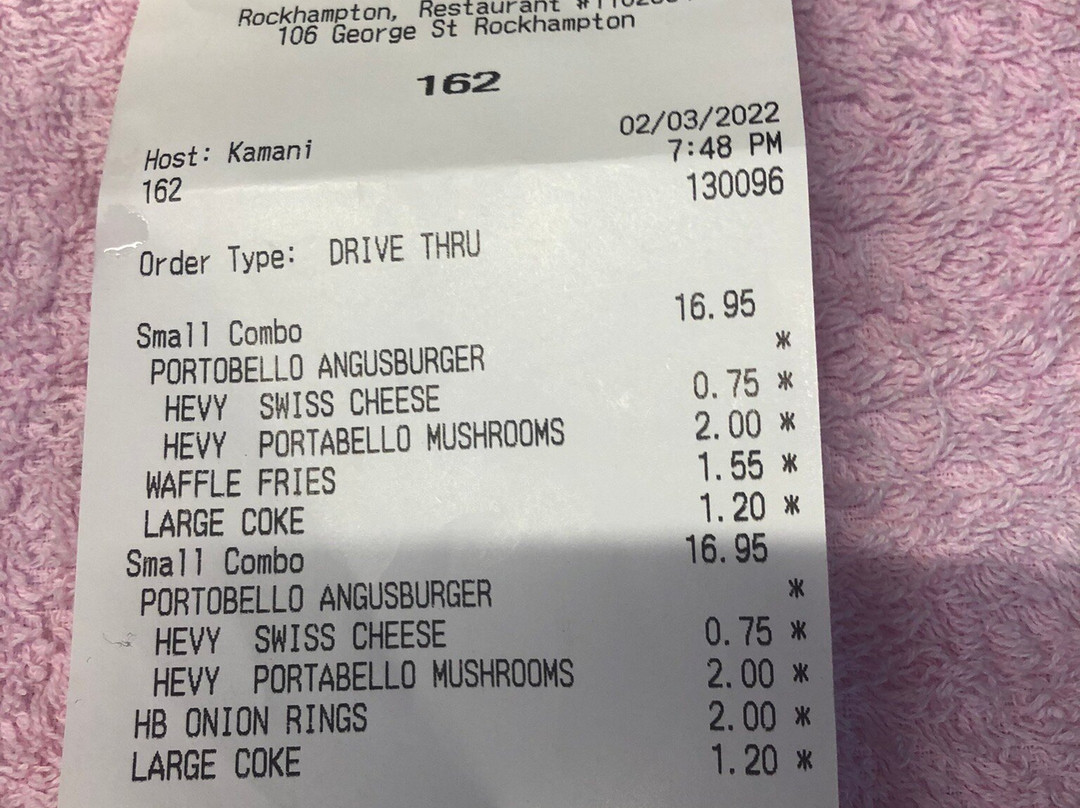 Rockhampton, Restaurant
106 George St Rockhampton
162
02/03/2022
Host: Kamani 7:48 PM
162 130096
Order Type: DRIVE THRU
Small Combo 16.95
PORTOBELLO ANGUSBURGER *
HEVY SWISS CHEESE 0.75 *
HEVY PORTABELLO MUSHROOMS 2.00 *
WAFFLE FRIES 1.55 *
LARGE COKE 1.20 *
Small Combo 16.95
PORTOBELLO ANGUSBURGER *
HEVY SWISS CHEESE 0.75 *
HEVY PORTABELLO MUSHROOMS 2.00 *
HB ONION RINGS 2.00 *
LARGE COKE 1.20 *